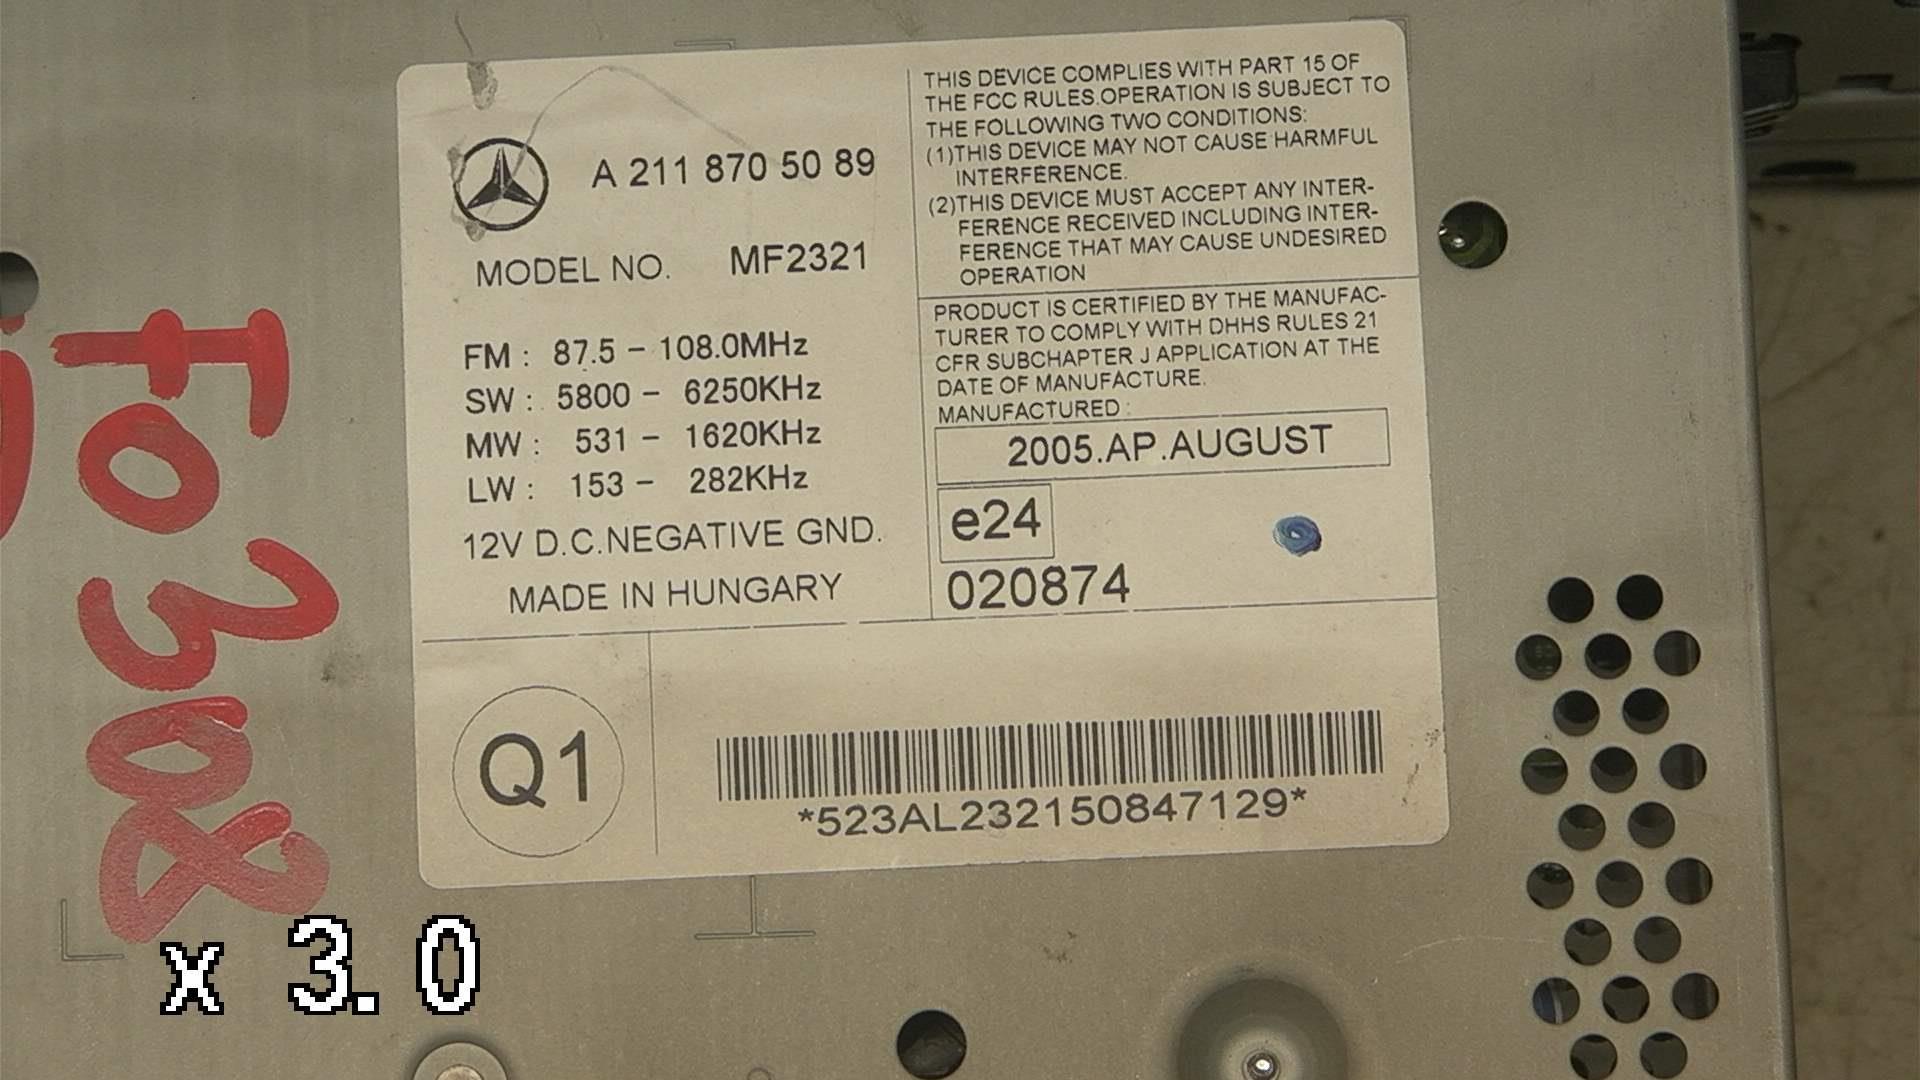 A 211 870 50 89
MODEL NO. MF2321
FM : 87.5 – 108.0MHz
SW : 5800 – 6250KHz
MW : 531 – 1620KHz
LW : 153 – 282KHz
12V D.C.NEGATIVE GND.
MADE IN HUNGARY
THIS DEVICE COMPLIES WITH PART 15 OF
THE FCC RULES.OPERATION IS SUBJECT TO
THE FOLLOWING TWO CONDITIONS:
(1)THIS DEVICE MAY NOT CAUSE HARMFUL
INTERFERENCE.
(2)THIS DEVICE MUST ACCEPT ANY INTER-
FERENCE RECEIVED INCLUDING INTER-
FERENCE THAT MAY CAUSE UNDESIRED
OPERATION
PRODUCT IS CERTIFIED BY THE MANUFAC-
TURER TO COMPLY WITH DHHS RULES 21
CFR SUBCHAPTER J APPLICATION AT THE
DATE OF MANUFACTURE.
MANUFACTURED :
2005.AP.AUGUST
e24
020874
Q1
*523AL232150847129*
F0308
x 3.0